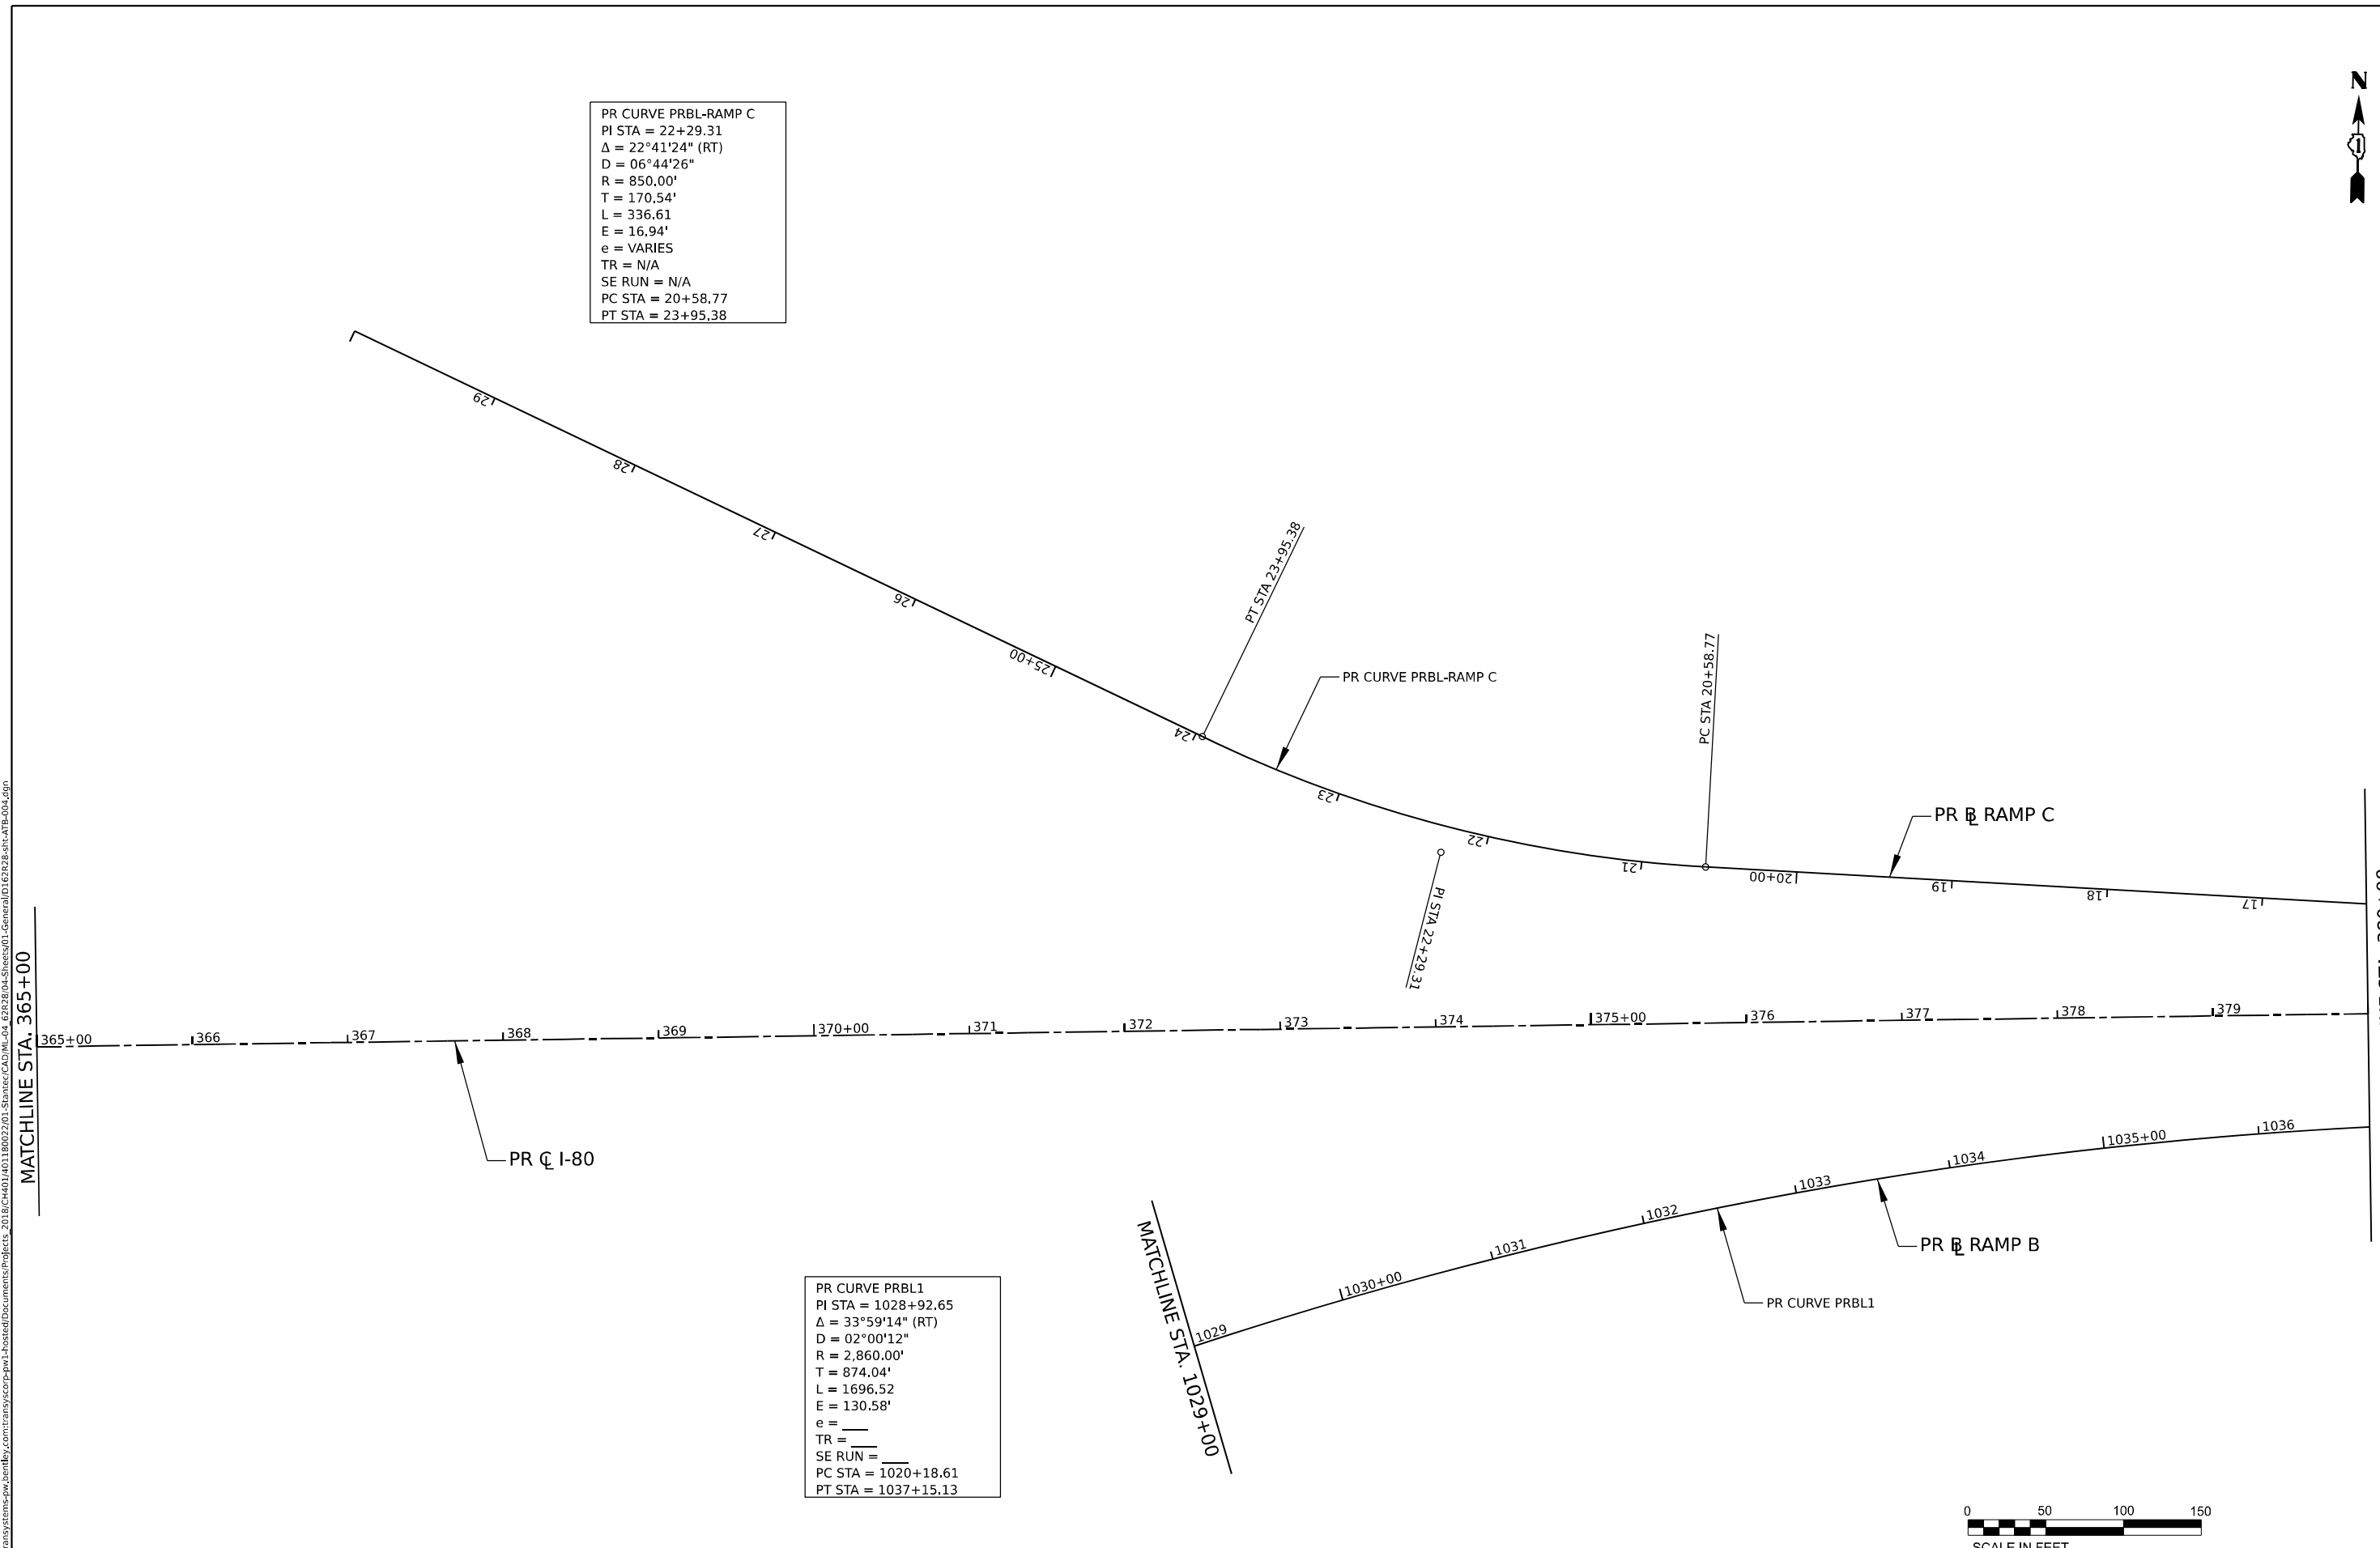 N
1
PR CURVE PRBL-RAMP C
PI STA = 22+29.31
Δ = 22°41'24" (RT)
D = 06°44'26"
R = 850.00'
T = 170.54'
L = 336.61
E = 16.94'
e = VARIES
TR = N/A
SE RUN = N/A
PC STA = 20+58.77
PT STA = 23+95.38
29
28
27
26
25+00
24
23
22
21
20+00
19
18
17
PT STA 23+95.38
PR CURVE PRBL-RAMP C
PC STA 20+58.77
PI STA 22+29.31
PR BL RAMP C
MATCHLINE STA. 365+00
365+00
366
367
368
369
370+00
371
372
373
374
375+00
376
377
378
379
PR CL I-80
MATCHLINE STA. 1029+00
1029
1030+00
1031
1032
1033
1034
1035+00
1036
PR BL RAMP B
PR CURVE PRBL1
PR CURVE PRBL1
PI STA = 1028+92.65
Δ = 33°59'14" (RT)
D = 02°00'12"
R = 2,860.00'
T = 874.04'
L = 1696.52
E = 130.58'
e = ____
TR = ____
SE RUN = ____
PC STA = 1020+18.61
PT STA = 1037+15.13
0 50 100 150
SCALE IN FEET